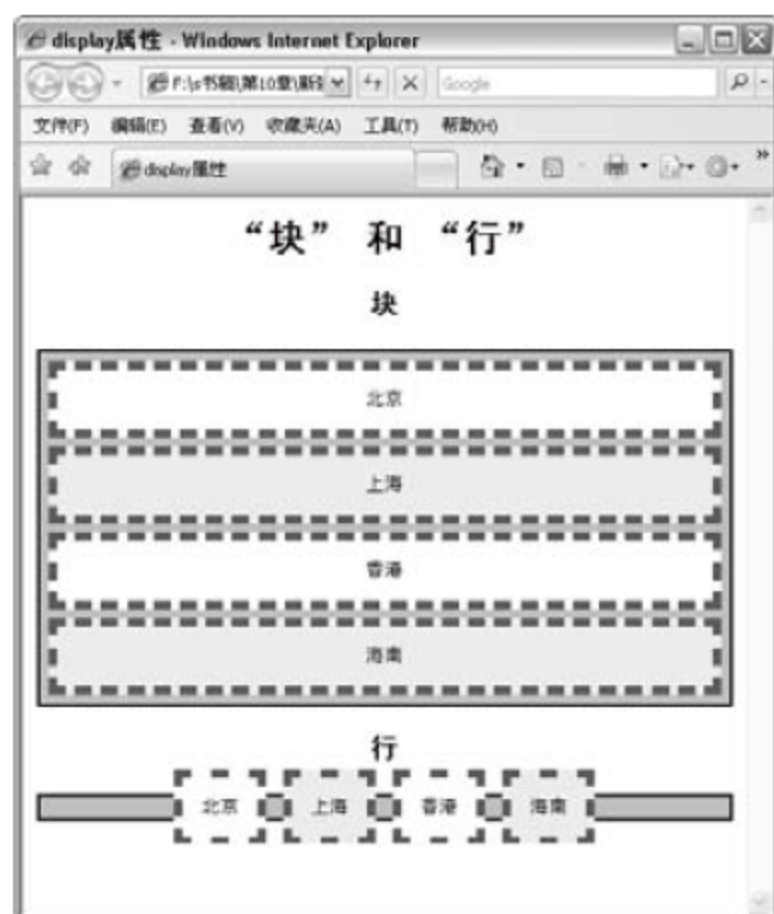 display属性 - Windows Internet Explorer
Google
文件(F) 编辑(E) 查看(V) 收藏夹(A) 工具(T) 帮助(H)
display属性
“块” 和 “行”
块
北京
上海
香港
海南
行
北京 上海 香港 海南